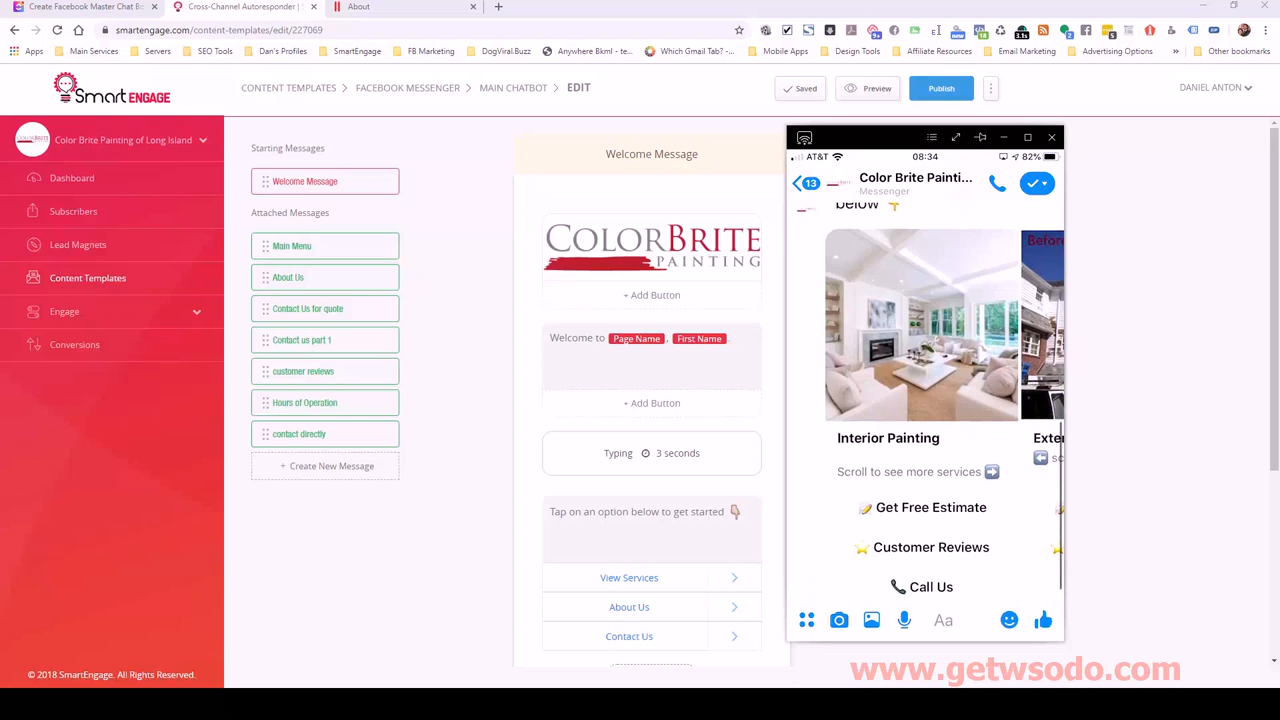 Create Facebook Master Chat B
Cross-Channel Autoresponder |
About
smartengage.com/content-templates/edit/227069
Apps
Main Services
Servers
SEO Tools
Dan's Profiles
SmartEngage
FB Marketing
DogViral.Buzz
Anywhere Bkml - te...
Which Gmail Tab? -...
Mobile Apps
Design Tools
Affiliate Resources
Email Marketing
Advertising Options
Other bookmarks
Smart ENGAGE
CONTENT TEMPLATES > FACEBOOK MESSENGER > MAIN CHATBOT > EDIT
Saved
Preview
Publish
DANIEL ANTON
Color Brite Painting of Long Island
Dashboard
Subscribers
Lead Magnets
Content Templates
Engage
Conversions
© 2018 SmartEngage. All Rights Reserved.
Starting Messages
Welcome Message
Attached Messages
Main Menu
About Us
Contact Us for quote
Contact us part 1
customer reviews
Hours of Operation
contact directly
+ Create New Message
Welcome Message
COLORBRITE
PAINTING
+ Add Button
Welcome to Page Name , First Name .
+ Add Button
Typing 3 seconds
Tap on an option below to get started 👇
View Services
About Us
Contact Us
AT&T 08:34 82%
13 Color Brite Painti...
Messenger
below 👇
Before
Interior Painting
Exte
Scroll to see more services ➡️
⬅️ sc
📝 Get Free Estimate
⭐ Customer Reviews
📞 Call Us
Aa
www.getwsodo.com